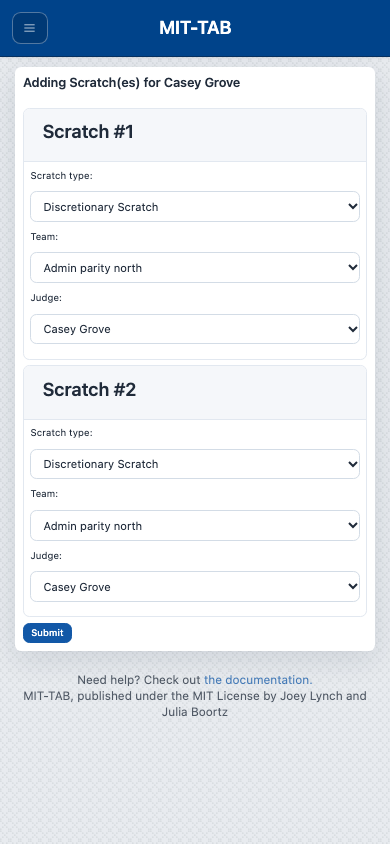 MIT-TAB
Adding Scratch(es) for Casey Grove
Scratch #1
Scratch type:
Discretionary Scratch
Team:
Admin parity north
Judge:
Casey Grove
Scratch #2
Scratch type:
Discretionary Scratch
Team:
Admin parity north
Judge:
Casey Grove
Submit
Need help? Check out the documentation.
MIT-TAB, published under the MIT License by Joey Lynch and
Julia Boortz